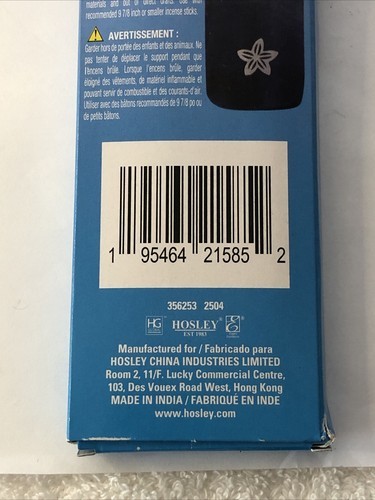 materials and out of direct drafts. Use with
recommended 9 7/8 inch or smaller incense sticks.
AVERTISSEMENT :
Garder hors de portée des enfants et des animaux. Ne
pas tenter de déplacer le support pendant que
l'encens brûle. Lorsque l'encens brûle, garder
éloigné des vêtements, de matériel inflammable et
pouvant servir de combustible et des courants-d'air.
Utiliser avec des bâtons recommandés de 9 7/8 po ou
de petits bâtons.
1 95464 21585 2
356253 2504
HG HOSLEY®
EST 1983
Manufactured for / Fabricado para
HOSLEY CHINA INDUSTRIES LIMITED
Room 2, 11/F. Lucky Commercial Centre,
103, Des Vouex Road West, Hong Kong
MADE IN INDIA / FABRIQUÉ EN INDE
www.hosley.com